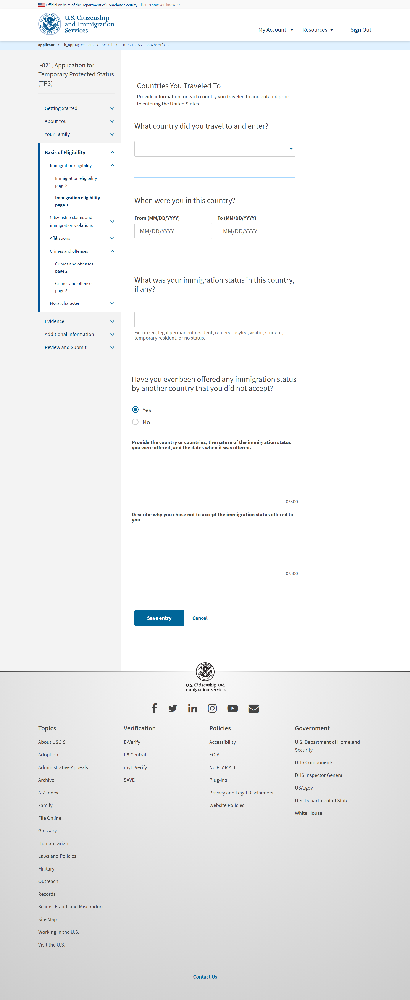 Official website of the Department of Homeland Security Here's how you know
U.S. Citizenship
and Immigration
Services
My Account Resources Sign Out
applicant > tb_app1@test.com > ac375b57-e510-421b-9723-65b2b4e1f356
I-821, Application for
Temporary Protected Status
(TPS)
Getting Started
About You
Your Family
Basis of Eligibility
Immigration eligibility
Immigration eligibility
page 2
Immigration eligibility
page 3
Citizenship claims and
immigration violations
Affiliations
Crimes and offenses
Crimes and offenses
page 2
Crimes and offenses
page 3
Moral character
Evidence
Additional Information
Review and Submit
Countries You Traveled To
Provide information for each country you traveled to and entered prior
to entering the United States.
What country did you travel to and enter?
When were you in this country?
From (MM/DD/YYYY) To (MM/DD/YYYY)
MM/DD/YYYY MM/DD/YYYY
What was your immigration status in this country,
if any?
Ex: citizen, legal permanent resident, refugee, asylee, visitor, student,
temporary resident, or no status.
Have you ever been offered any immigration status
by another country that you did not accept?
Yes
No
Provide the country or countries, the nature of the immigration status
you were offered, and the dates when it was offered.
0/500
Describe why you chose not to accept the immigration status offered to
you.
0/500
Save entry Cancel
U.S. DEPARTMENT OF HOMELAND SECURITY
U.S. Citizenship and
Immigration Services
Topics
About USCIS
Adoption
Administrative Appeals
Archive
A-Z Index
Family
File Online
Glossary
Humanitarian
Laws and Policies
Military
Outreach
Records
Scams, Fraud, and Misconduct
Site Map
Working in the U.S.
Visit the U.S.
Verification
E-Verify
I-9 Central
myE-Verify
SAVE
Policies
Accessibility
FOIA
No FEAR Act
Plug-ins
Privacy and Legal Disclaimers
Website Policies
Government
U.S. Department of Homeland
Security
DHS Components
DHS Inspector General
USA.gov
U.S. Department of State
White House
Contact Us